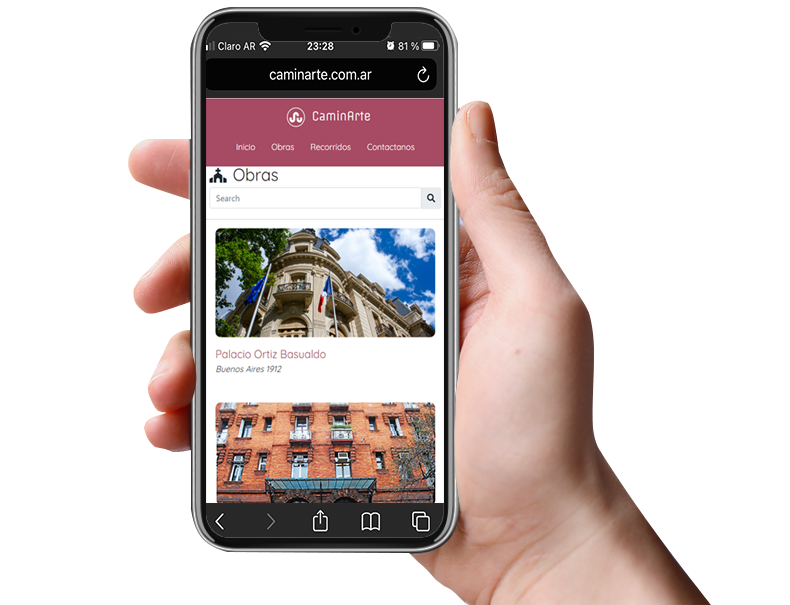 Claro AR 23:28 81 %
caminarte.com.ar
CaminArte
Inicio Obras Recorridos Contactanos
Obras
Search
Palacio Ortiz Basualdo
Buenos Aires 1912